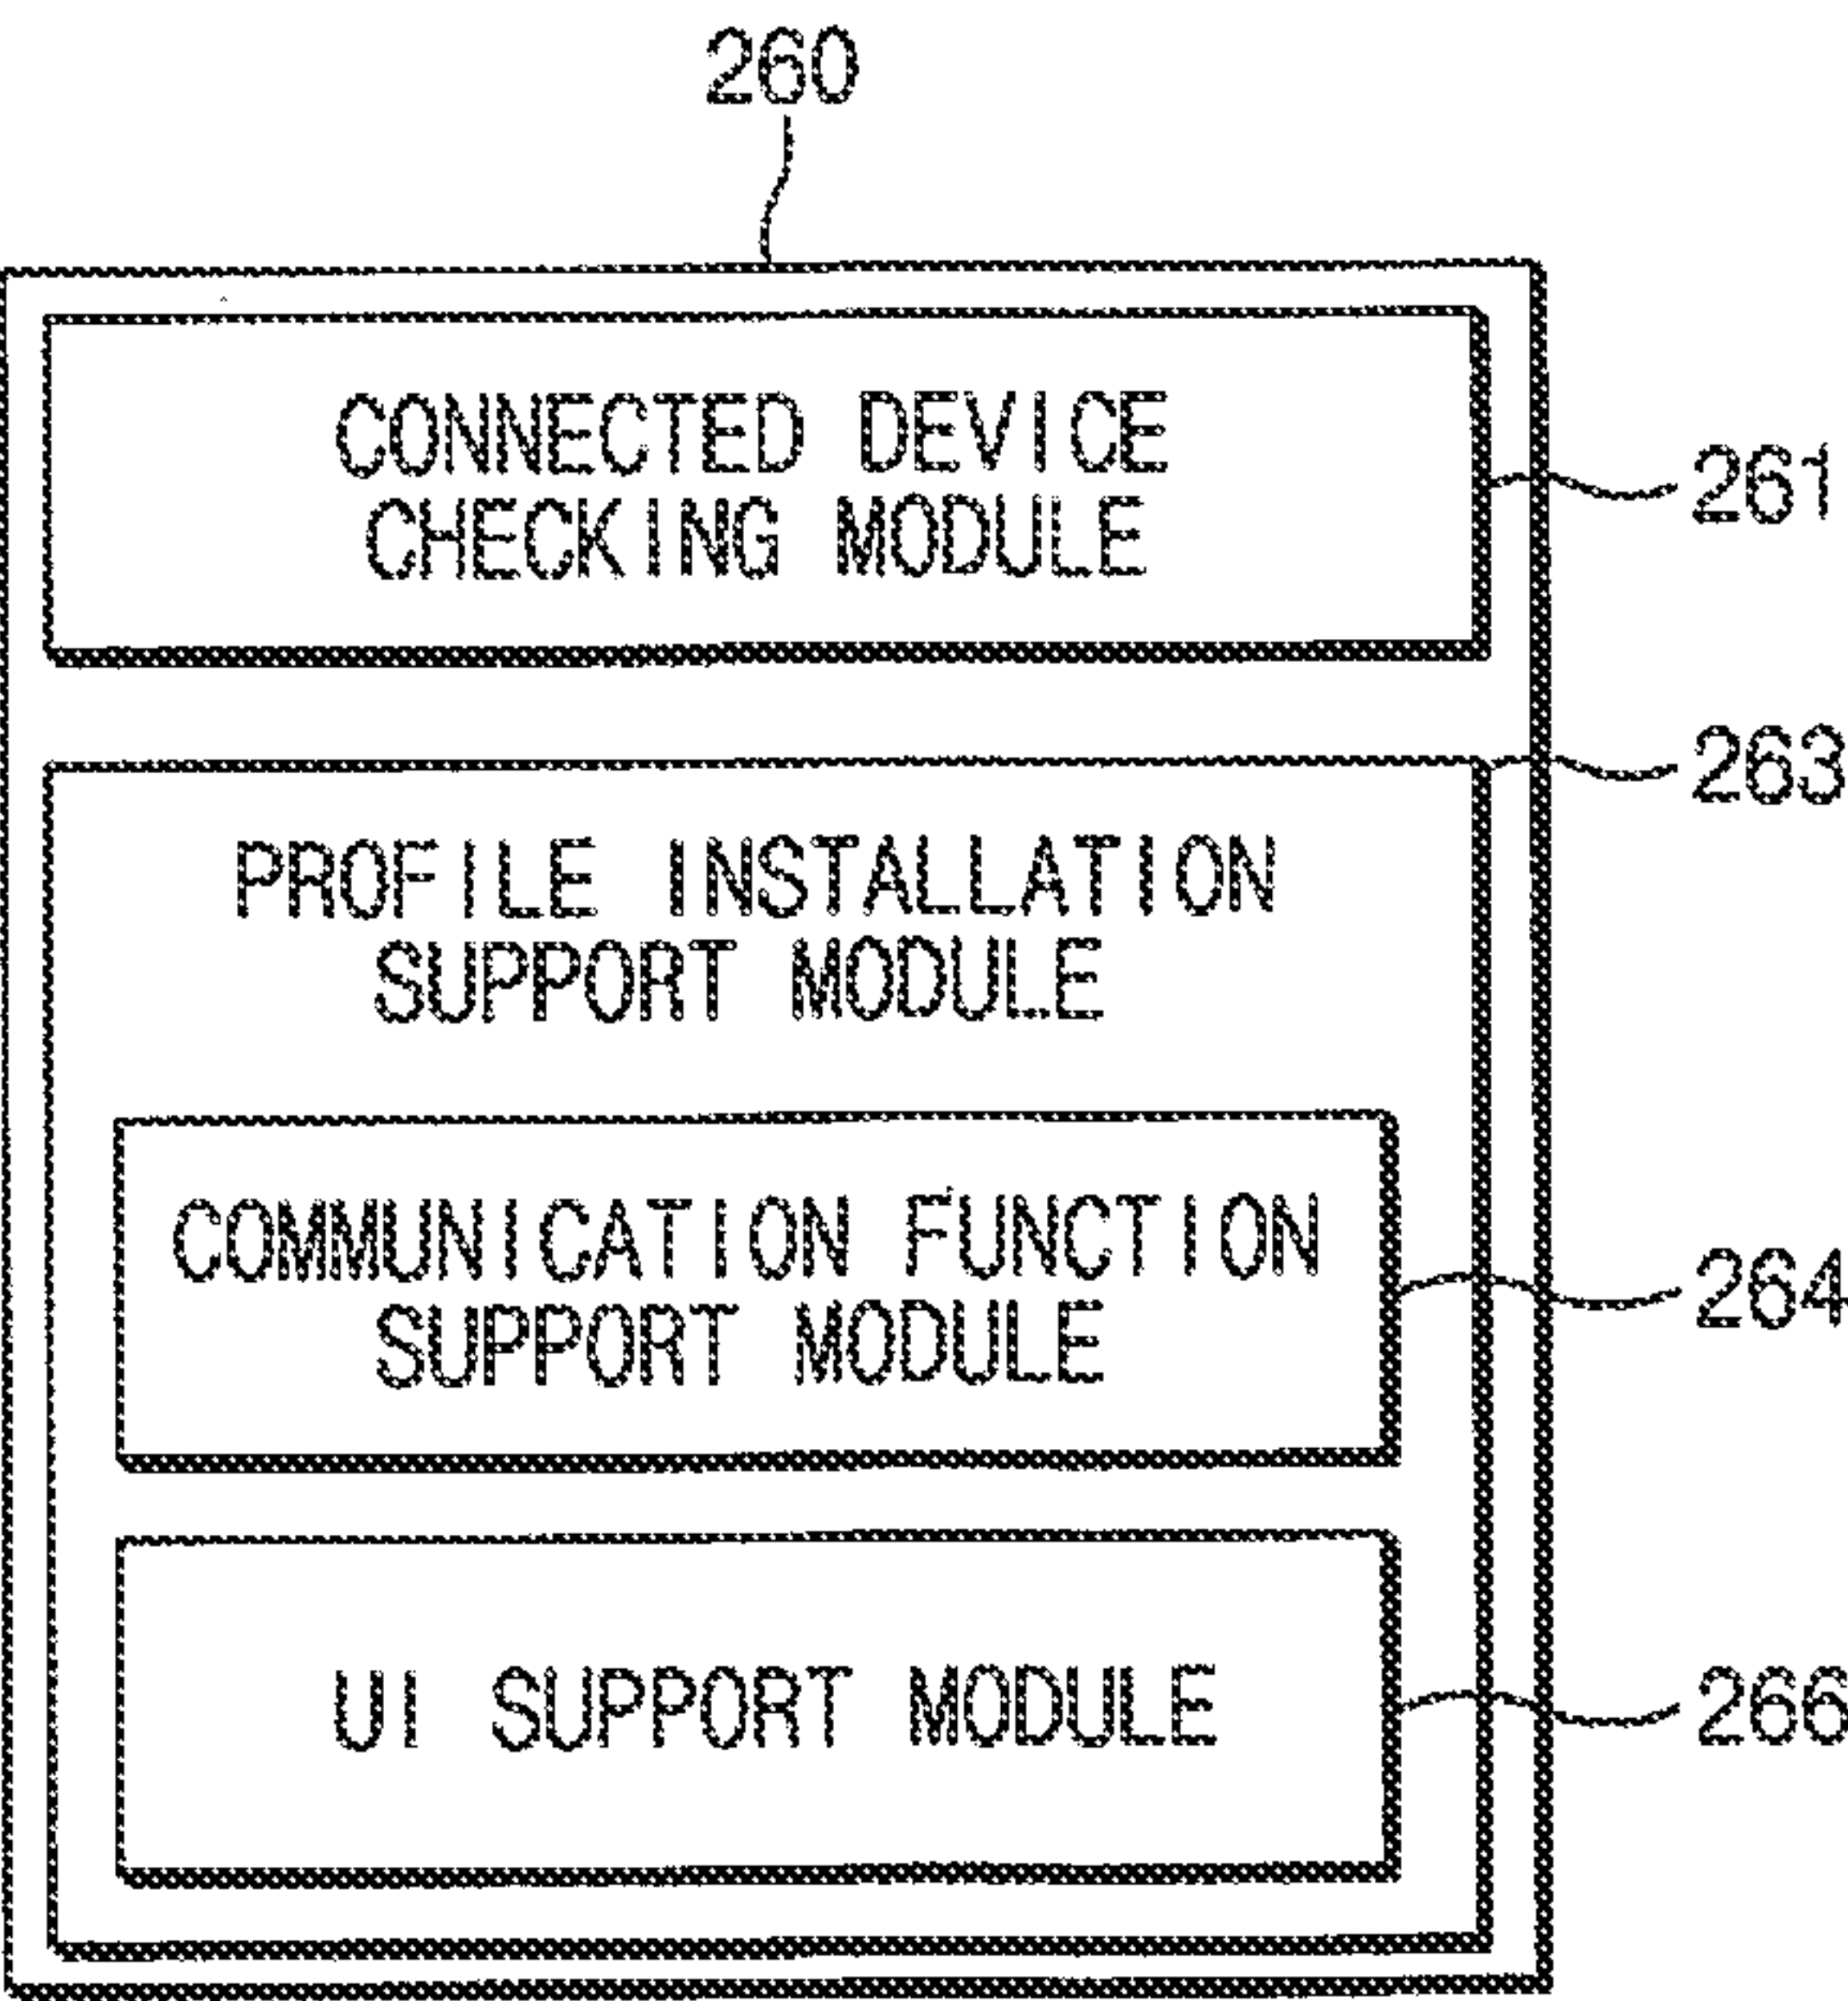 260
CONNECTED DEVICE
CHECKING MODULE
261
263
PROFILE INSTALLATION
SUPPORT MODULE
COMMUNICATION FUNCTION
SUPPORT MODULE
264
UI SUPPORT MODULE
266